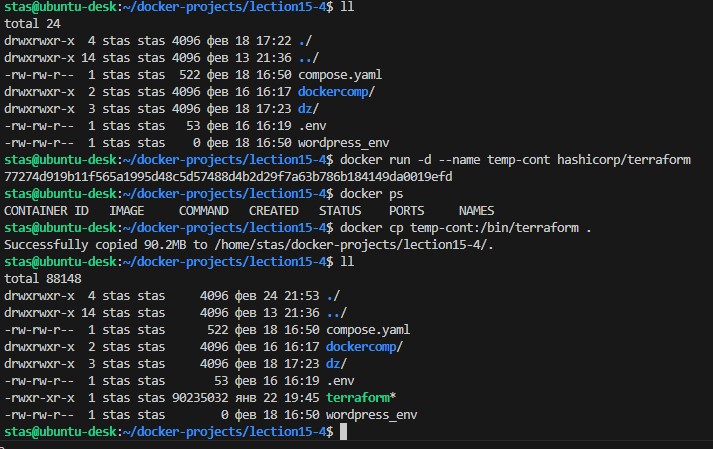 stas@ubuntu-desk:~/docker-projects/lection15-4$ ll
total 24
drwxrwxr-x  4 stas stas 4096 фев 18 17:22 ./
drwxrwxr-x 14 stas stas 4096 фев 13 21:36 ../
-rw-rw-r--  1 stas stas  522 фев 18 16:50 compose.yaml
drwxrwxr-x  2 stas stas 4096 фев 16 16:17 dockercomp/
drwxrwxr-x  3 stas stas 4096 фев 18 17:23 dz/
-rw-rw-r--  1 stas stas   53 фев 16 16:19 .env
-rw-rw-r--  1 stas stas    0 фев 18 16:50 wordpress_env
stas@ubuntu-desk:~/docker-projects/lection15-4$ docker run -d --name temp-cont hashicorp/terraform
77274d919b11f565a1995d48c5d57488d4b2d29f7a63b786b184149da0019efd
stas@ubuntu-desk:~/docker-projects/lection15-4$ docker ps
CONTAINER ID   IMAGE     COMMAND   CREATED   STATUS    PORTS     NAMES
stas@ubuntu-desk:~/docker-projects/lection15-4$ docker cp temp-cont:/bin/terraform .
Successfully copied 90.2MB to /home/stas/docker-projects/lection15-4/.
stas@ubuntu-desk:~/docker-projects/lection15-4$ ll
total 88148
drwxrwxr-x  4 stas stas     4096 фев 24 21:53 ./
drwxrwxr-x 14 stas stas     4096 фев 13 21:36 ../
-rw-rw-r--  1 stas stas      522 фев 18 16:50 compose.yaml
drwxrwxr-x  2 stas stas     4096 фев 16 16:17 dockercomp/
drwxrwxr-x  3 stas stas     4096 фев 18 17:23 dz/
-rw-rw-r--  1 stas stas       53 фев 16 16:19 .env
-rwxr-xr-x  1 stas stas 90235032 янв 22 19:45 terraform*
-rw-rw-r--  1 stas stas        0 фев 18 16:50 wordpress_env
stas@ubuntu-desk:~/docker-projects/lection15-4$